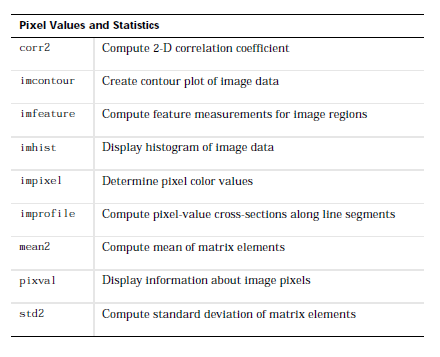 Pixel Values and Statistics
corr2 Compute 2-D correlation coefficient
imcontour Create contour plot of image data
imfeature Compute feature measurements for image regions
imhist Display histogram of image data
impixel Determine pixel color values
improfile Compute pixel-value cross-sections along line segments
mean2 Compute mean of matrix elements
pixval Display information about image pixels
std2 Compute standard deviation of matrix elements